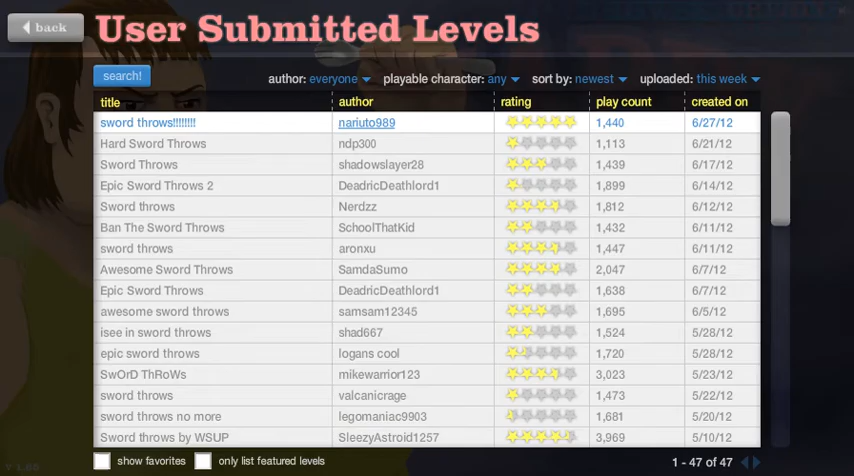 back
User Submitted Levels
search!
author: everyone playable character: any sort by: newest uploaded: this week
title author rating play count created on
sword throws!!!!!!!! nariuto989 1,440 6/27/12
Hard Sword Throws ndp300 1,113 6/21/12
Sword Throws shadowslayer28 1,439 6/17/12
Epic Sword Throws 2 DeadricDeathlord1 1,899 6/14/12
Sword throws Nerdzz 1,812 6/12/12
Ban The Sword Throws SchoolThatKid 1,432 6/11/12
sword throws aronxu 1,447 6/11/12
Awesome Sword Throws SamdaSumo 2,047 6/7/12
Epic Sword Throws DeadricDeathlord1 1,638 6/7/12
awesome sword throws samsam12345 1,695 6/5/12
isee in sword throws shad667 1,524 5/28/12
epic sword throws logans cool 1,720 5/28/12
SwOrD ThRoWs mikewarrior123 3,023 5/23/12
sword throws valcanicrage 1,473 5/22/12
sword throws no more legomaniac9903 1,681 5/20/12
Sword throws by WSUP SleezyAstroid1257 3,969 5/10/12
show favorites only list featured levels 1 - 47 of 47